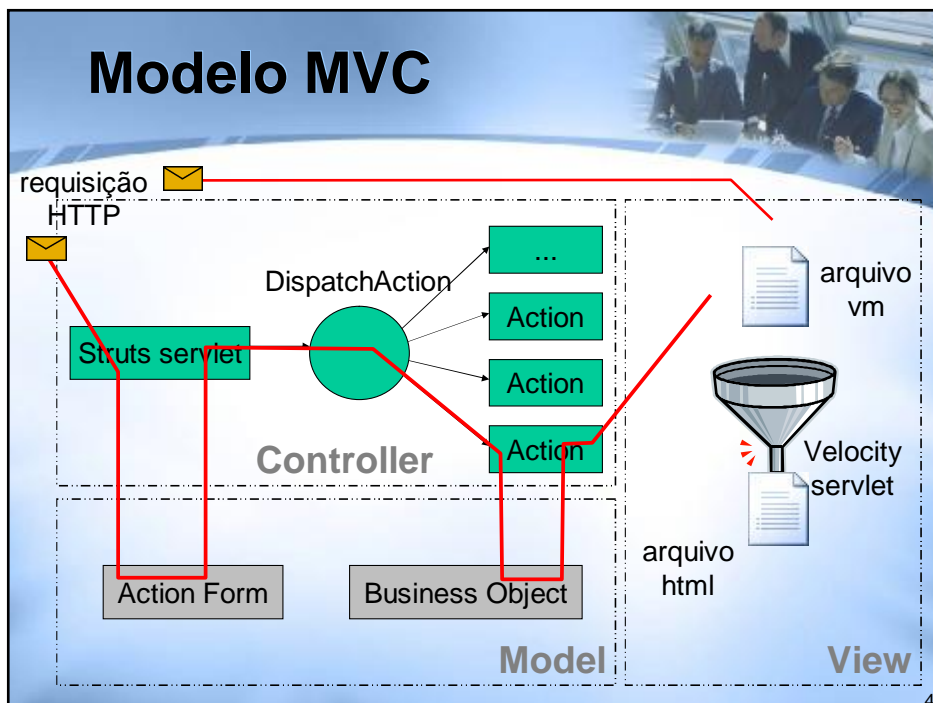 Modelo MVC
requisição
HTTP
DispatchAction
...
Action
Action
Action
Struts servlet
Controller
arquivo
vm
Velocity
servlet
arquivo
html
Action Form
Business Object
Model
View
4